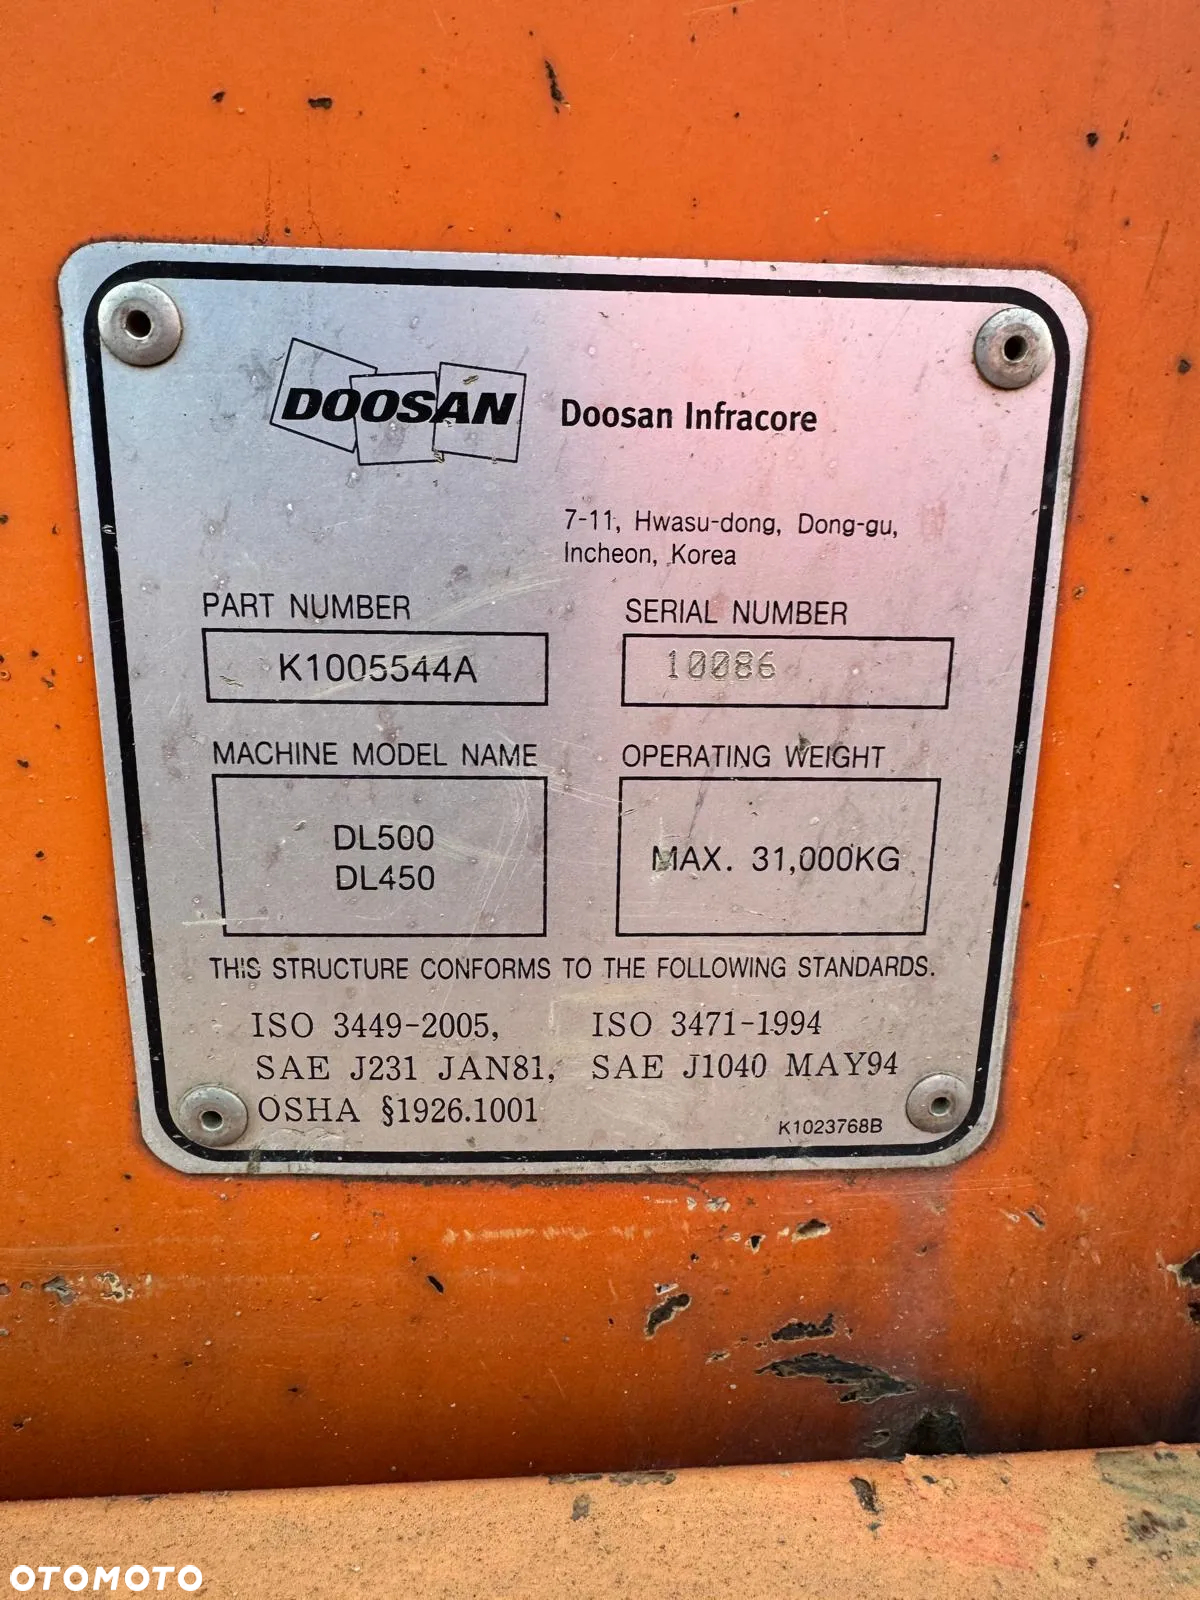 DOOSAN Doosan Infracore
7-11, Hwasu-dong, Dong-gu,
Incheon, Korea
PART NUMBER SERIAL NUMBER
K1005544A 10086
MACHINE MODEL NAME OPERATING WEIGHT
DL500
DL450
MAX. 31,000KG
THIS STRUCTURE CONFORMS TO THE FOLLOWING STANDARDS.
ISO 3449-2005, ISO 3471-1994
SAE J231 JAN81, SAE J1040 MAY94
OSHA §1926.1001
K1023768B
OTOMOTO